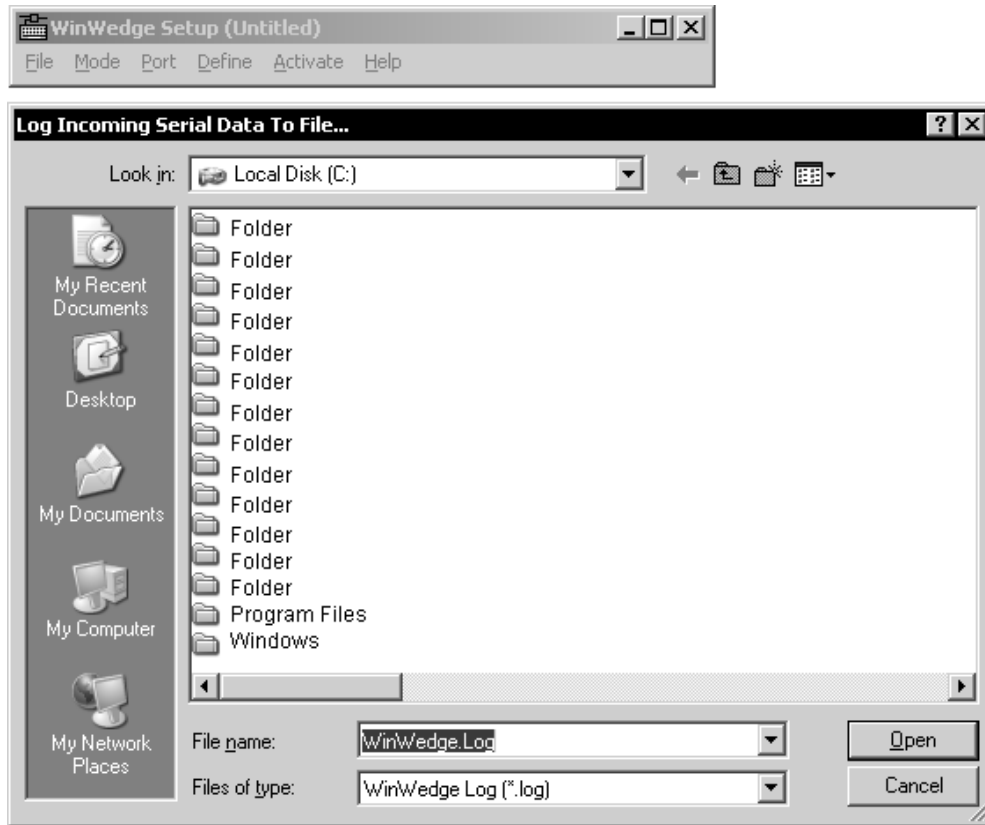 WinWedge Setup (Untitled)
File Mode Port Define Activate Help
Log Incoming Serial Data To File...
Look in: Local Disk (C:)
My Recent
Documents
Desktop
My Documents
My Computer
My Network
Places
Folder
Folder
Folder
Folder
Folder
Folder
Folder
Folder
Folder
Folder
Folder
Folder
Folder
Program Files
Windows
File name: WinWedge.Log Open
Files of type: WinWedge Log (*.log) Cancel